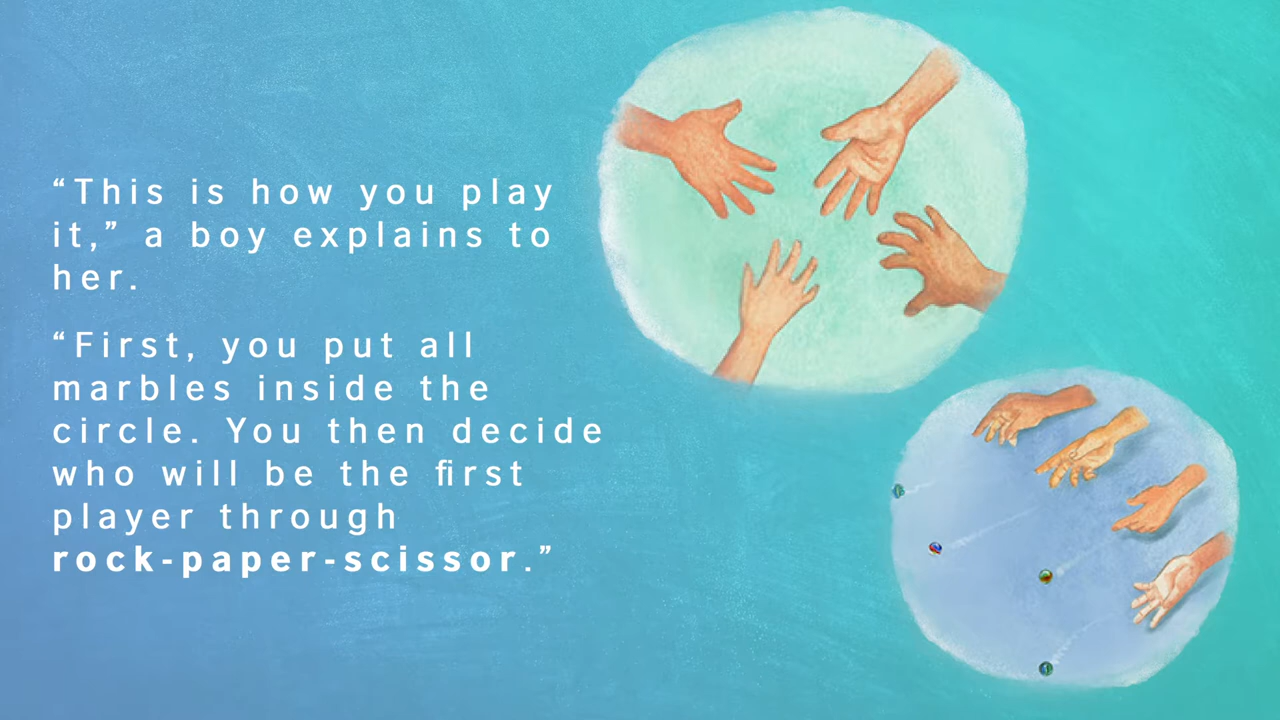 “This is how you play
it,” a boy explains to
her.
“First, you put all
marbles inside the
circle. You then decide
who will be the first
player through
rock-paper-scissor.”